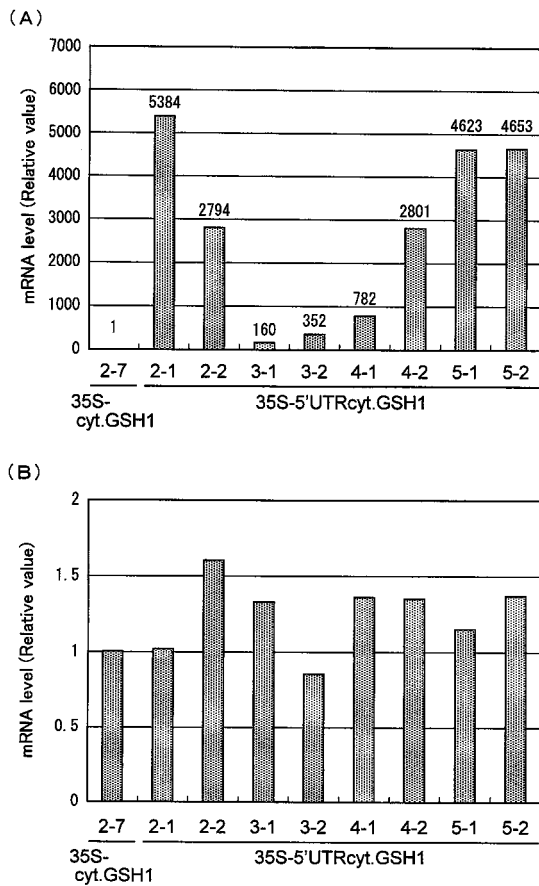 (A)
mRNA level (Relative value)
7000
6000
5000
4000
3000
2000
1000
0
1
5384
2794
160
352
782
2801
4623
4653
2-7 2-1 2-2 3-1 3-2 4-1 4-2 5-1 5-2
35S-
cyt.GSH1
35S-5'UTRcyt.GSH1
(B)
mRNA level (Relative value)
2
1.5
1
0.5
0
2-7 2-1 2-2 3-1 3-2 4-1 4-2 5-1 5-2
35S-
cyt.GSH1
35S-5'UTRcyt.GSH1